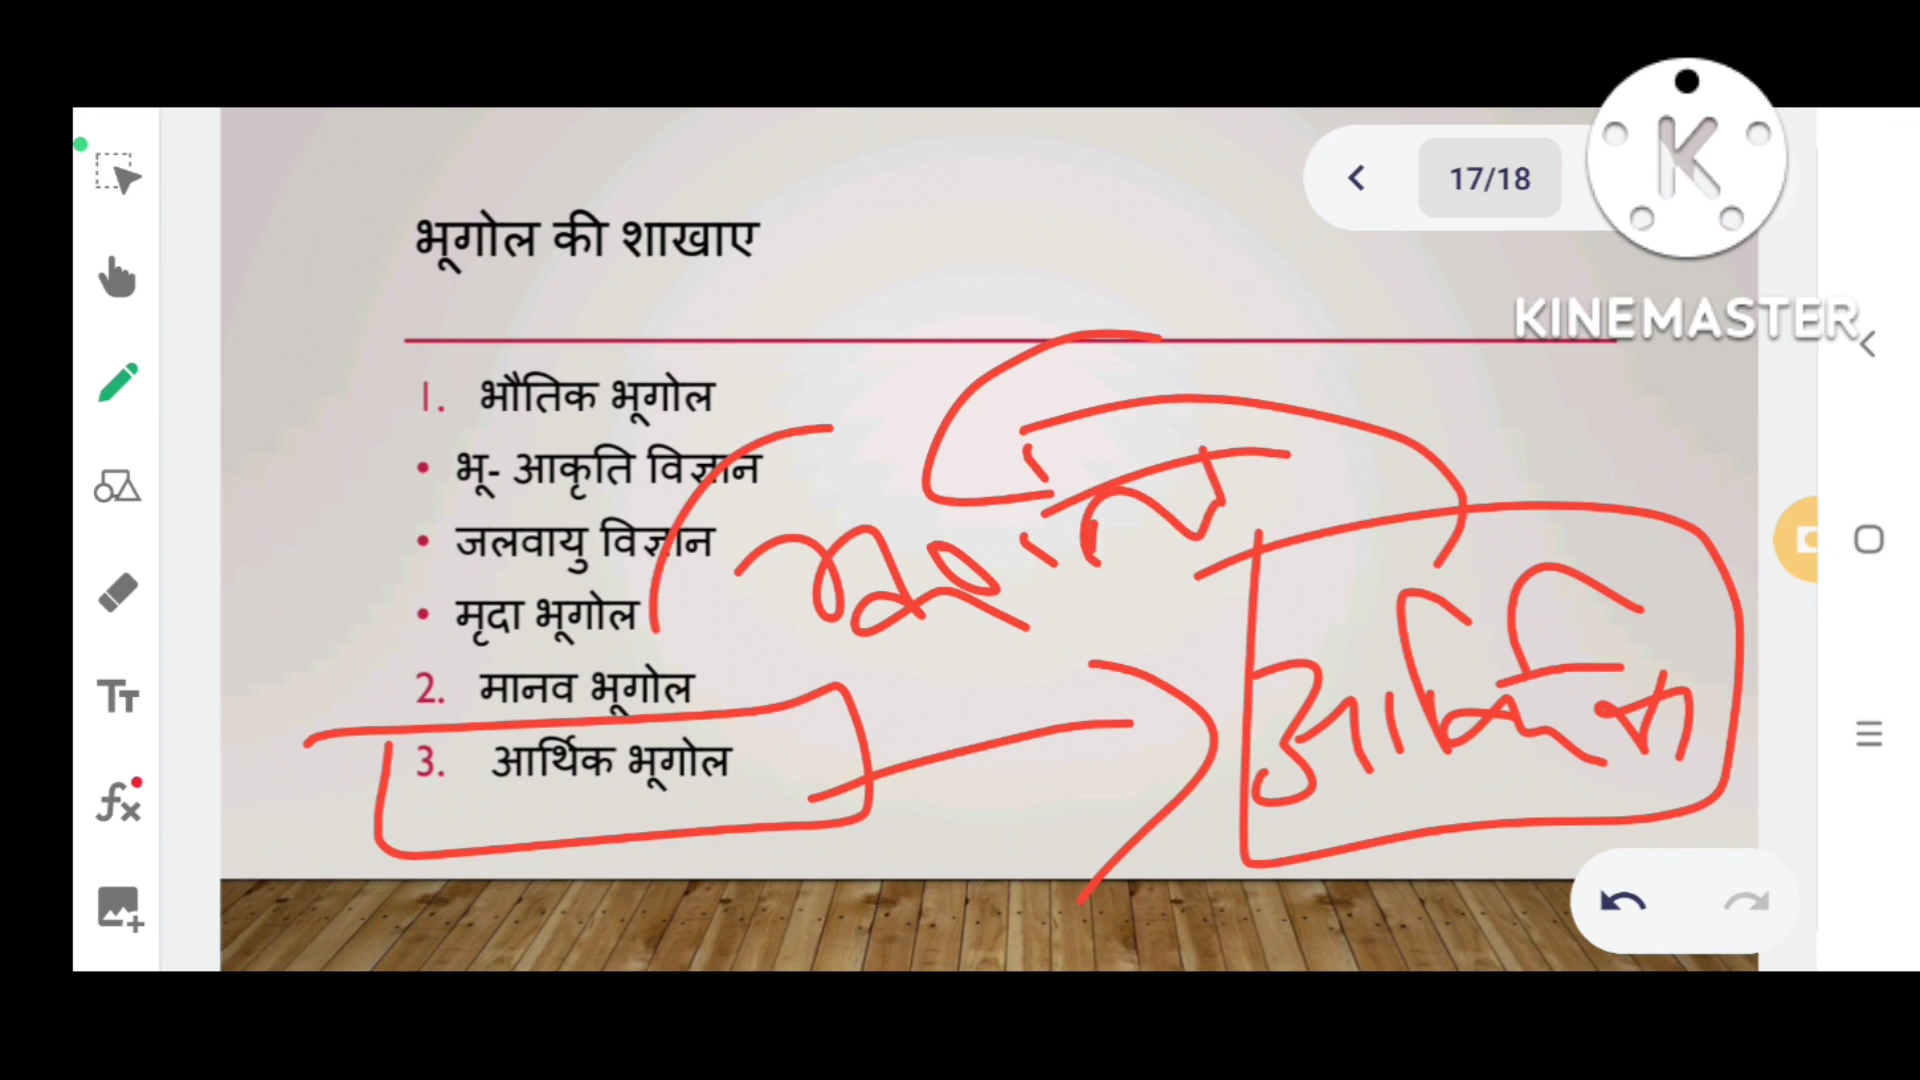 17/18
KINEMASTER
भूगोल की शाखाए
1. भौतिक भूगोल
• भू- आकृति विज्ञान
• जलवायु विज्ञान
• मृदा भूगोल
2. मानव भूगोल
3. आर्थिक भूगोल